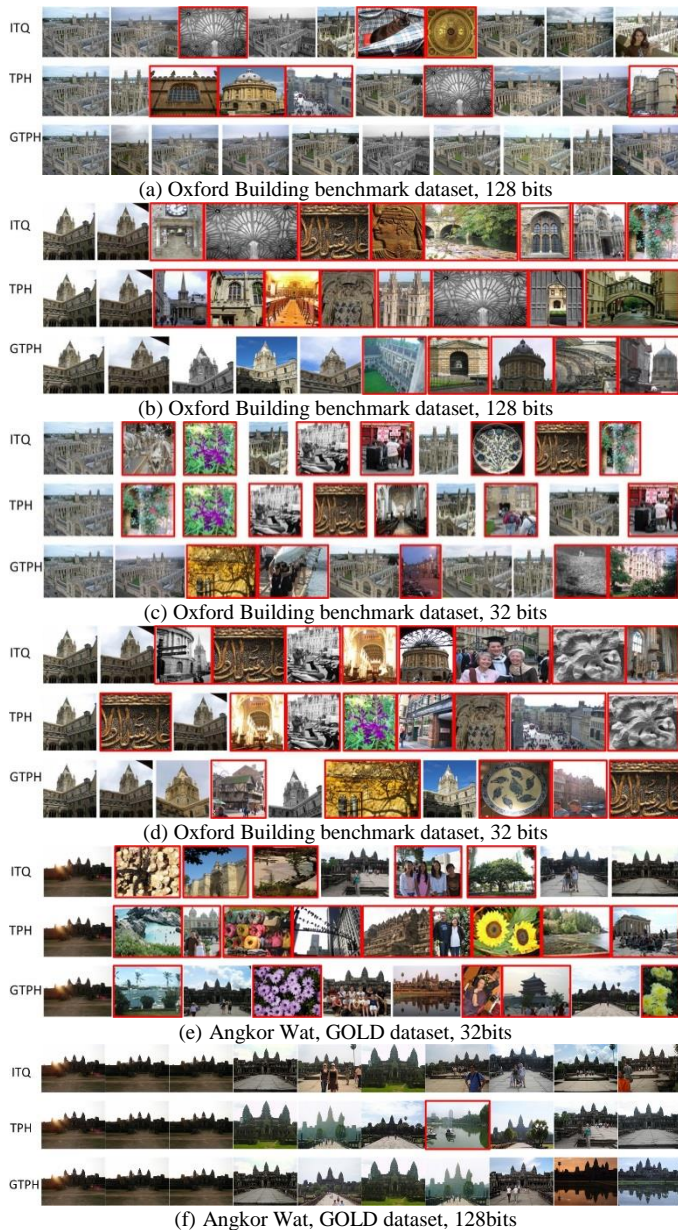 ITQ
TPH
GTPH
(a) Oxford Building benchmark dataset, 128 bits
ITQ
TPH
GTPH
(b) Oxford Building benchmark dataset, 128 bits
ITQ
TPH
GTPH
(c) Oxford Building benchmark dataset, 32 bits
ITQ
TPH
GTPH
(d) Oxford Building benchmark dataset, 32 bits
ITQ
TPH
GTPH
(e) Angkor Wat, GOLD dataset, 32bits
ITQ
TPH
GTPH
(f) Angkor Wat, GOLD dataset, 128bits